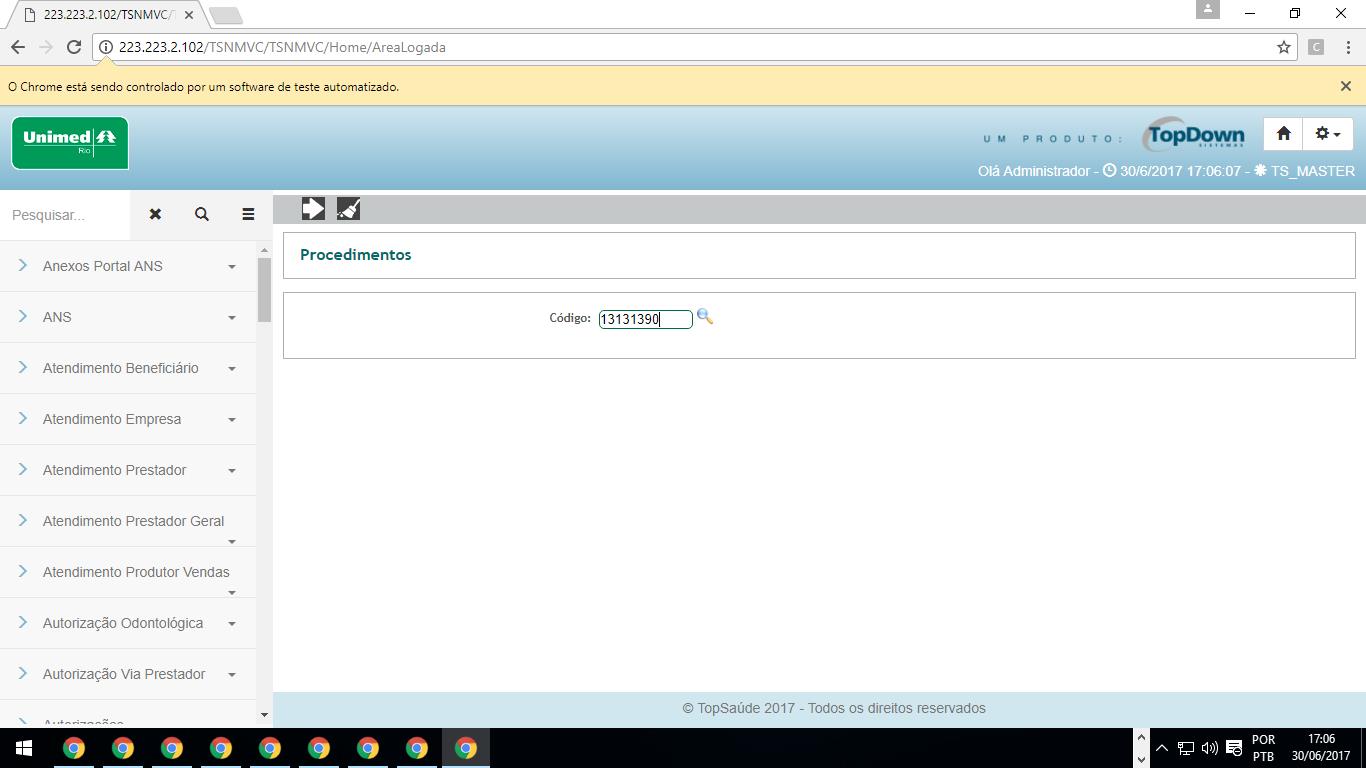 223.223.2.102/TSNMVC/T
223.223.2.102/TSNMVC/TSNMVC/Home/AreaLogada
C
O Chrome está sendo controlado por um software de teste automatizado.
Unimed
Rio
UM PRODUTO:
TopDown
SISTEMAS
Olá Administrador - 30/6/2017 17:06:07 - TS_MASTER
Pesquisar...
Procedimentos
Código: 13131390
Anexos Portal ANS
ANS
Atendimento Beneficiário
Atendimento Empresa
Atendimento Prestador
Atendimento Prestador Geral
Atendimento Produtor Vendas
Autorização Odontológica
Autorização Via Prestador
Autorizações
© TopSaúde 2017 - Todos os direitos reservados
POR
PTB
17:06
30/06/2017